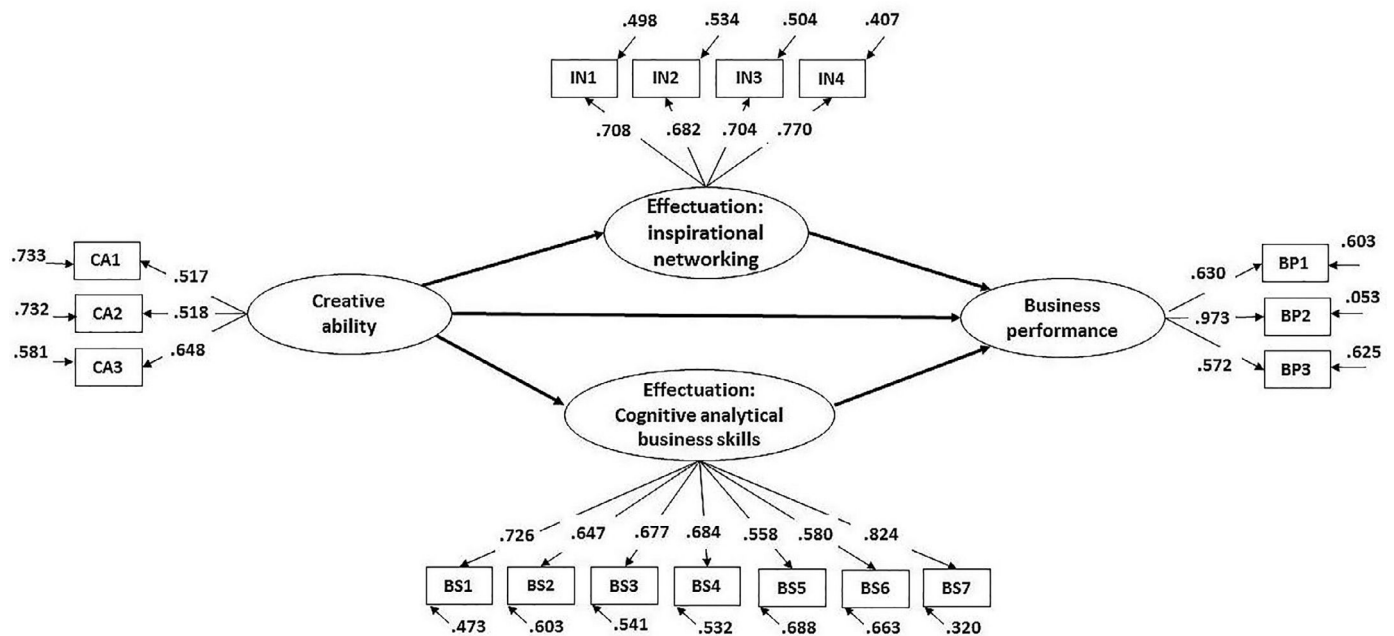 .498 .534 .504 .407
IN1 IN2 IN3 IN4
.708 .682 .704 .770
Effectuation:
inspirational
networking
.733 CA1 .517
.732 CA2 .518
.581 CA3 .648
Creative
ability
Business
performance
.603
.630 BP1
.053
.973 BP2
.625
.572 BP3
Effectuation:
Cognitive analytical
business skills
.726 .647 .677 .684 .558 .580 .824
BS1 BS2 BS3 BS4 BS5 BS6 BS7
.473 .603 .541 .532 .688 .663 .320